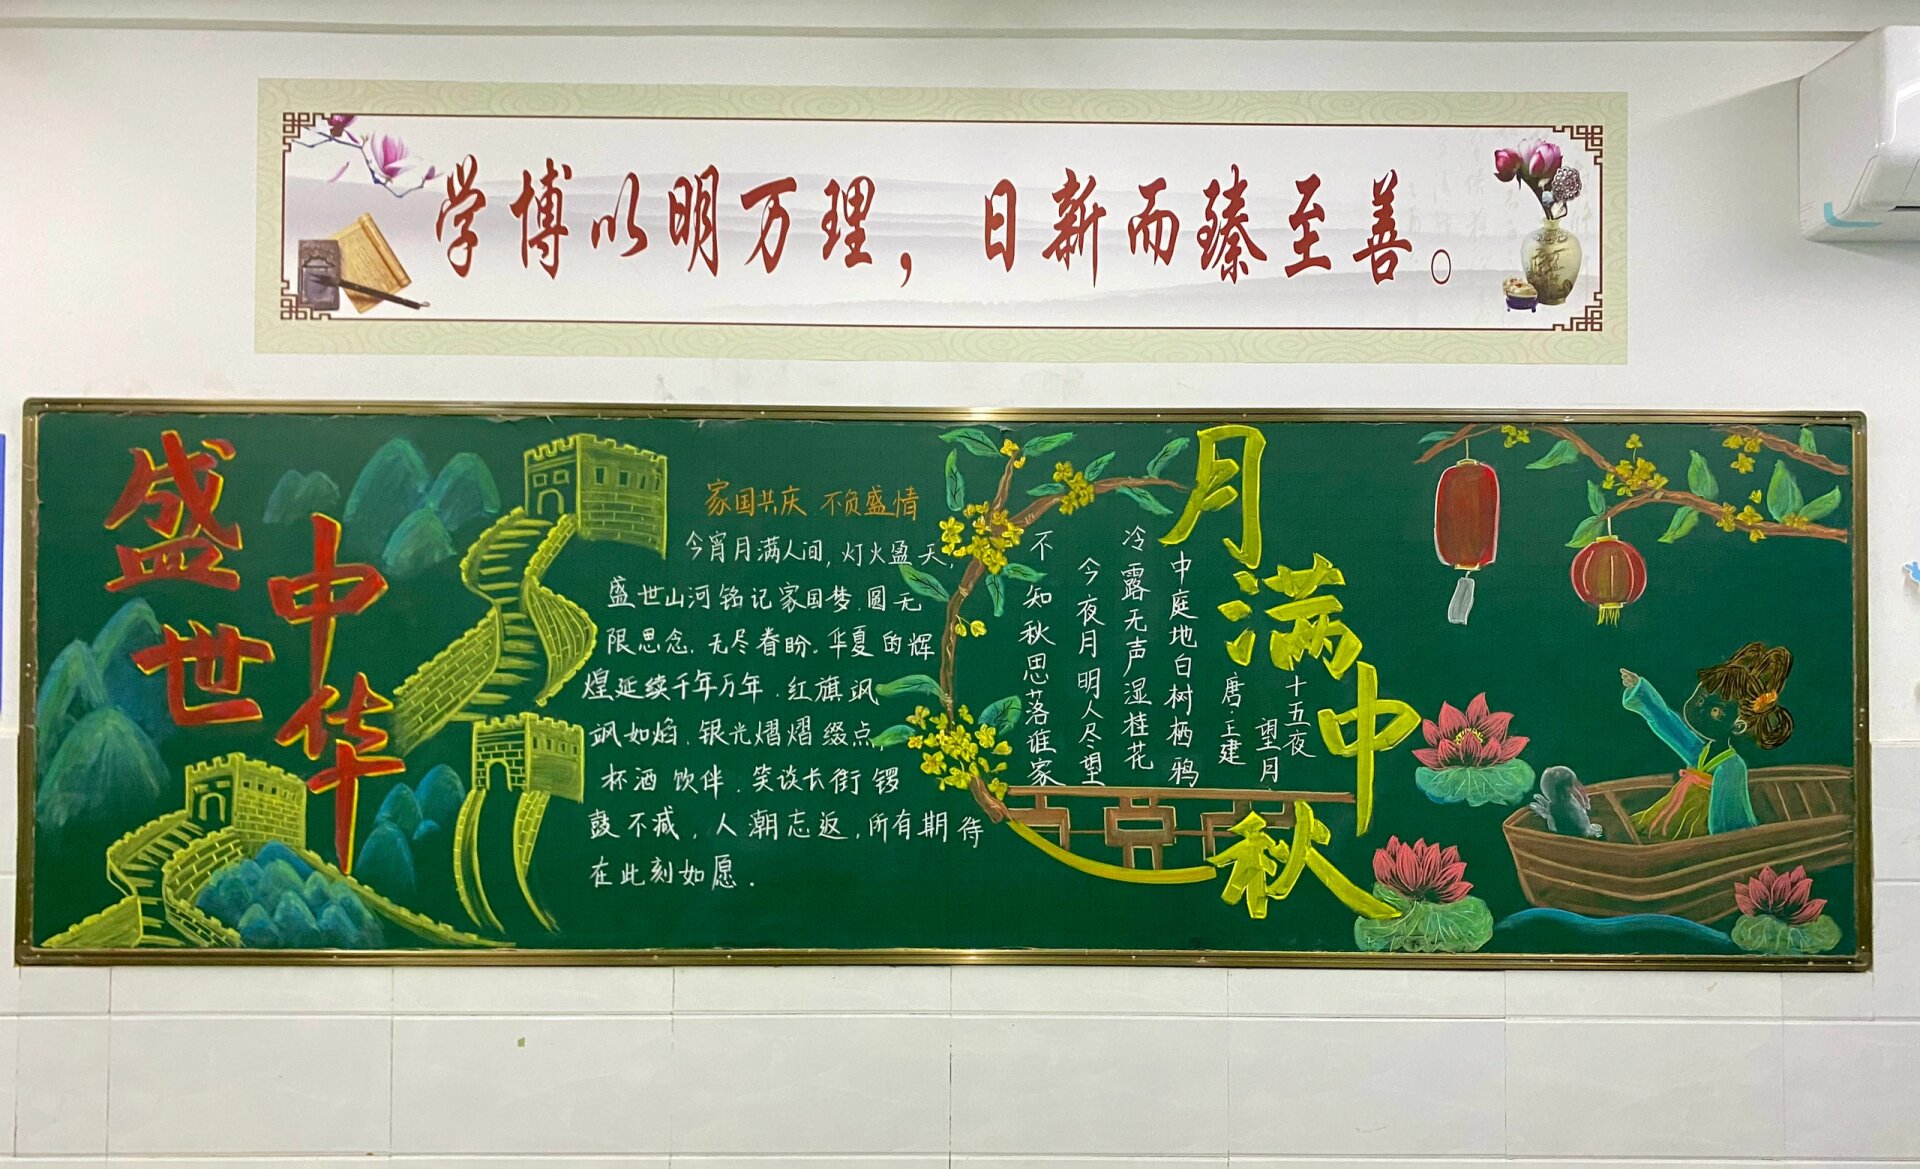 学博以明万理，日新而臻至善。
盛世
中华
家国共庆 不负盛情
今宵月满人间，灯火盈天，
盛世山河铭记家国梦.圆无
限思念.无尽眷盼.华夏的辉
煌延续千年万年.红旗飒
飒如焰.银光熠熠缀点,
杯酒饮伴.笑谈长街锣
鼓不减，人潮忘返,所有期待
在此刻如愿.
月满中秋
十五夜
望月
唐·王建
中庭地白树栖鸦
冷露无声湿桂花
今夜月明人尽望
不知秋思落谁家